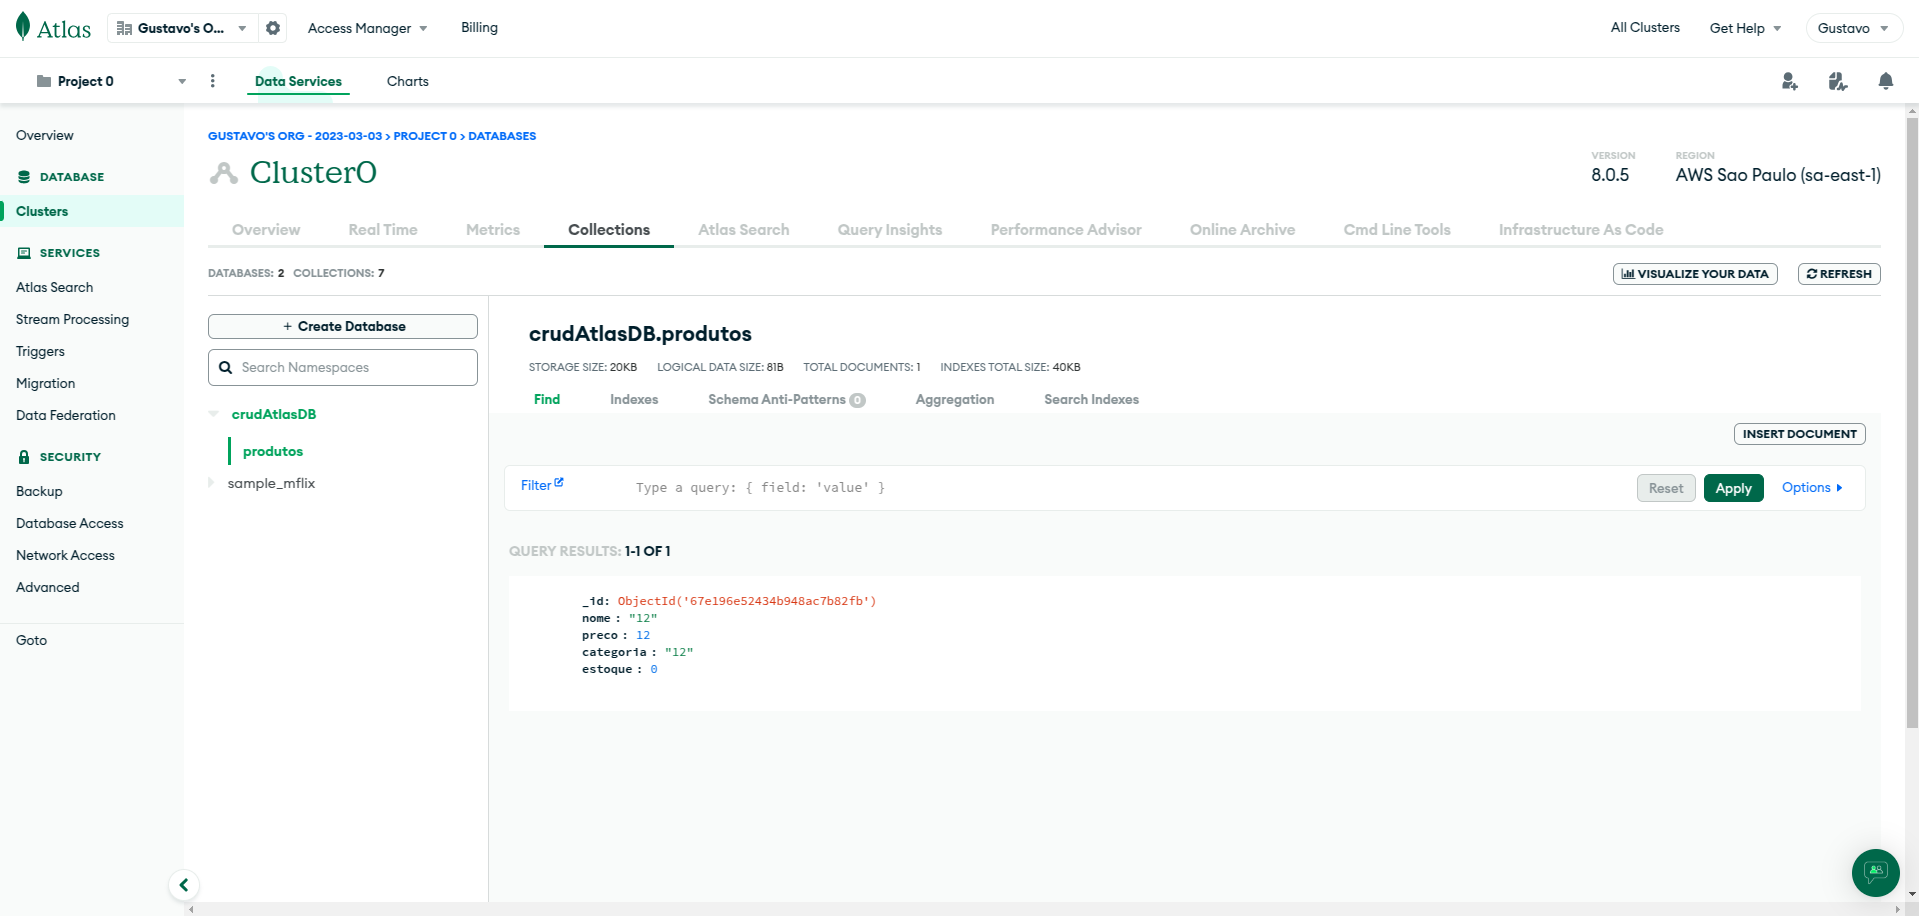 Atlas
Gustavo's O...
Access Manager
Billing
All Clusters
Get Help
Gustavo
Project 0
Data Services
Charts
Overview
DATABASE
Clusters
SERVICES
Atlas Search
Stream Processing
Triggers
Migration
Data Federation
SECURITY
Backup
Database Access
Network Access
Advanced
Goto
GUSTAVO'S ORG - 2023-03-03 > PROJECT 0 > DATABASES
Cluster0
VERSION
8.0.5
REGION
AWS Sao Paulo (sa-east-1)
Overview
Real Time
Metrics
Collections
Atlas Search
Query Insights
Performance Advisor
Online Archive
Cmd Line Tools
Infrastructure As Code
DATABASES: 2 COLLECTIONS: 7
VISUALIZE YOUR DATA
REFRESH
+ Create Database
Search Namespaces
crudAtlasDB
produtos
sample_mflix
crudAtlasDB.produtos
STORAGE SIZE: 20KB
LOGICAL DATA SIZE: 81B
TOTAL DOCUMENTS: 1
INDEXES TOTAL SIZE: 40KB
Find
Indexes
Schema Anti-Patterns 0
Aggregation
Search Indexes
INSERT DOCUMENT
Filter
Type a query: { field: 'value' }
Reset
Apply
Options
QUERY RESULTS: 1-1 OF 1
_id: ObjectId('67e196e52434b948ac7b82fb')
nome : "12"
preco : 12
categoria : "12"
estoque : 0